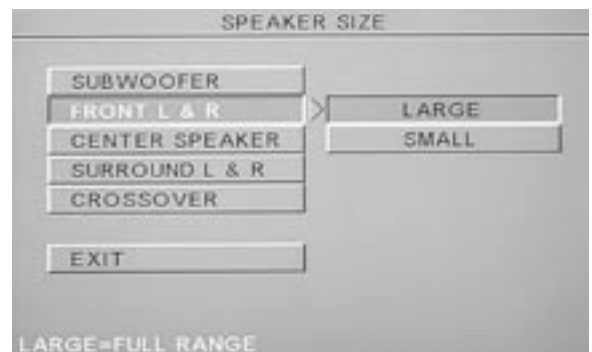 SPEAKER SIZE
SUBWOOFER
FRONT L & R
LARGE
CENTER SPEAKER
SMALL
SURROUND L & R
CROSSOVER
EXIT
LARGE=FULL RANGE